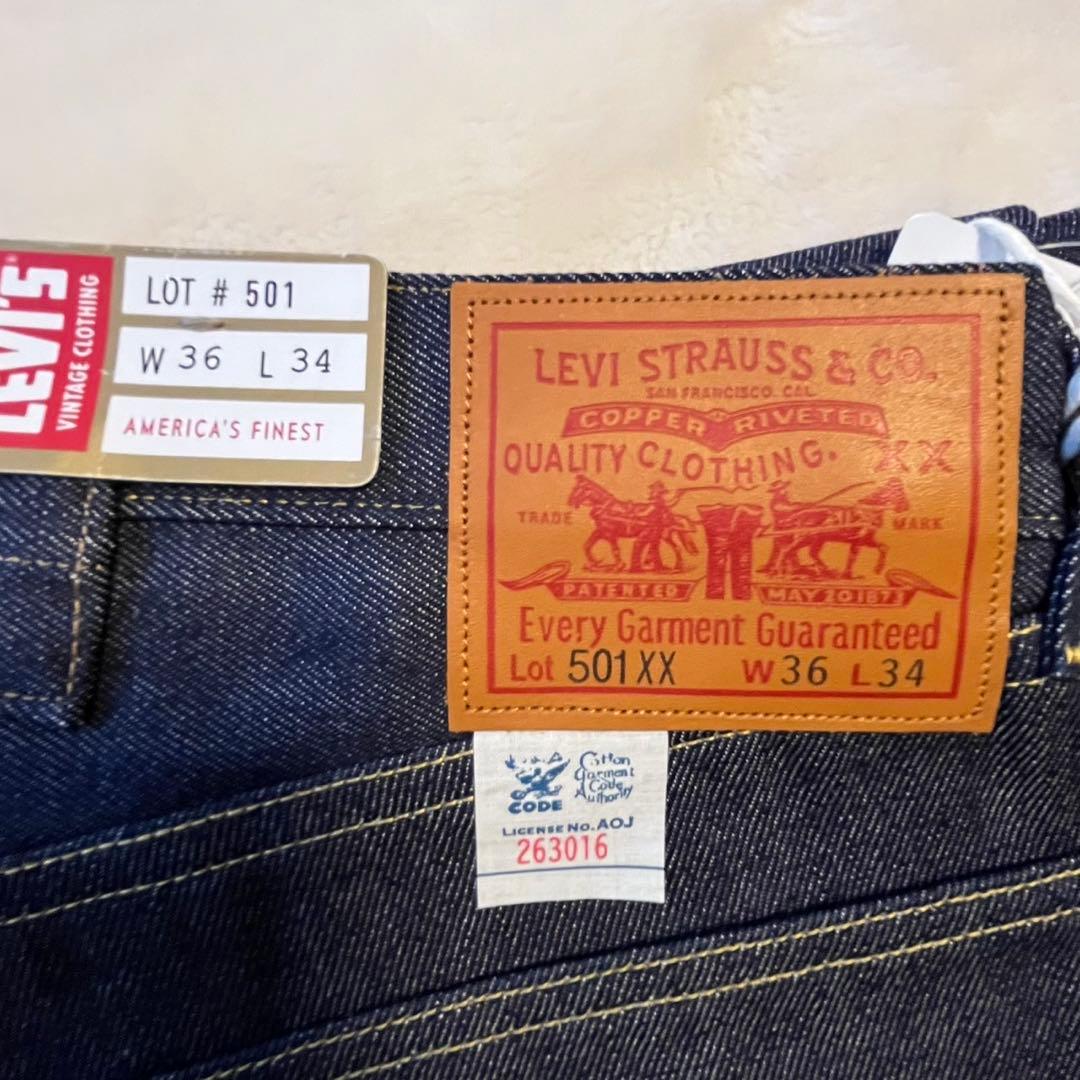 LEVI'S®
VINTAGE CLOTHING
LOT # 501
W 36 L 34
AMERICA'S FINEST
LEVI STRAUSS & CO.
SAN FRANCISCO. CAL.
COPPER RIVETED
QUALITY CLOTHING. XX
TRADE MARK
PATENTED MAY 20 1873
Every Garment Guaranteed
Lot 501XX W36 L34
CODE
Cotton
Garment
Code
Authority
LICENSE NO. AOJ
263016